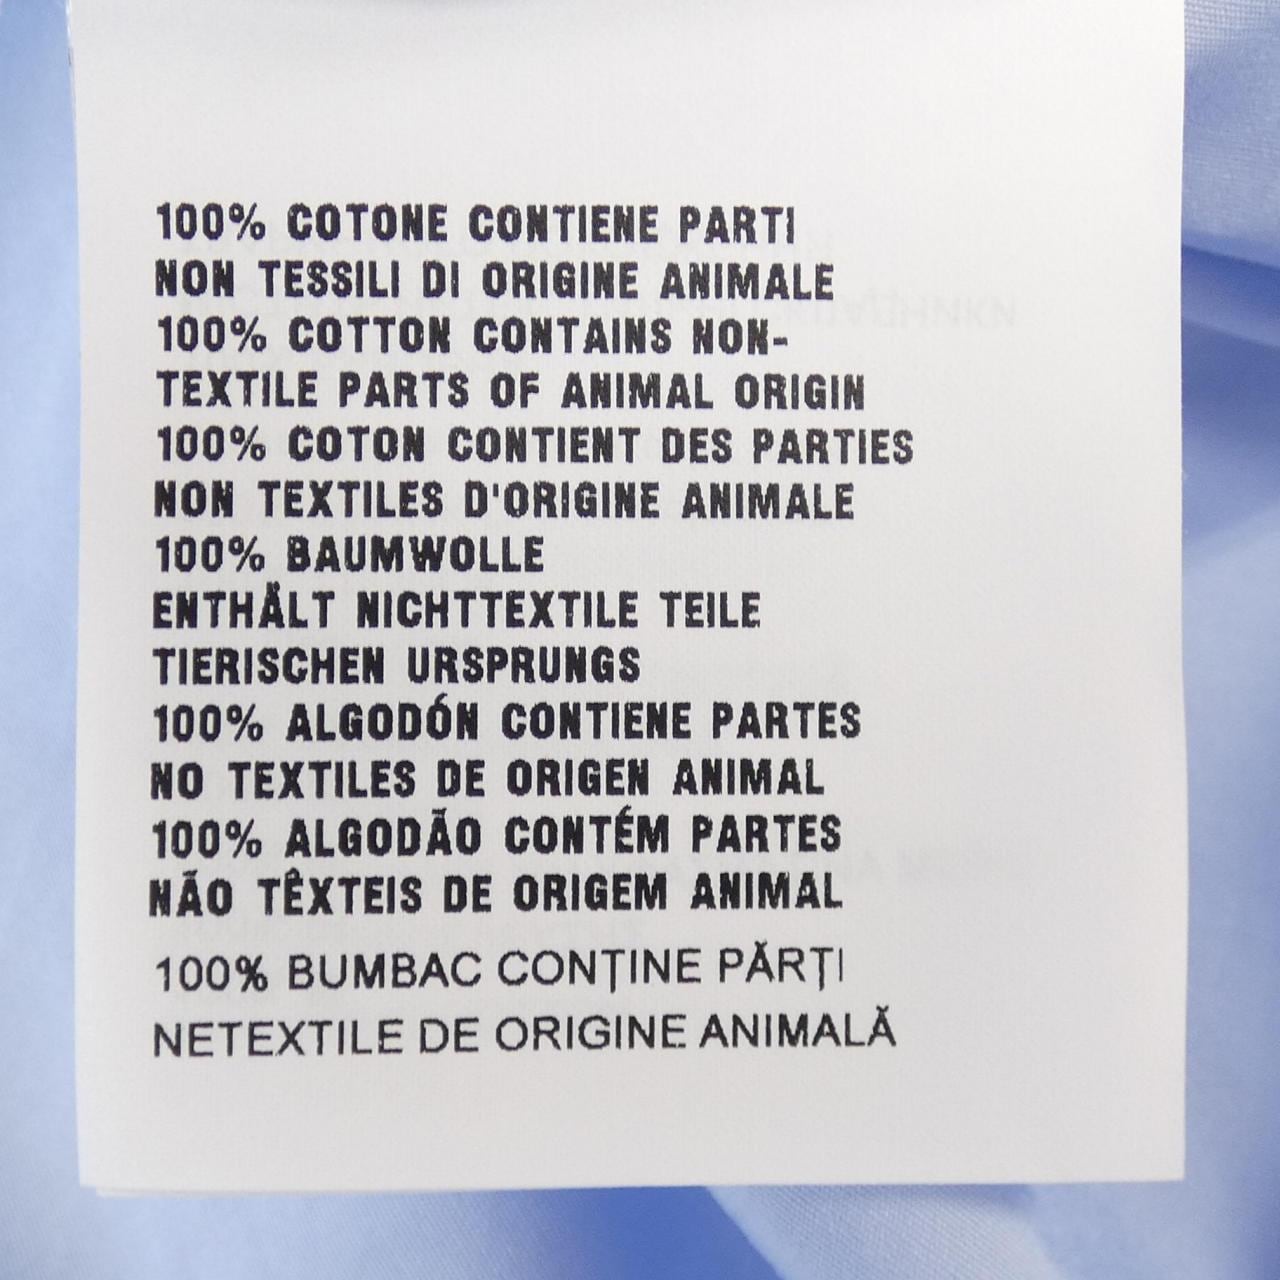 100% COTONE CONTIENE PARTI
NON TESSILI DI ORIGINE ANIMALE
100% COTTON CONTAINS NON-
TEXTILE PARTS OF ANIMAL ORIGIN
100% COTON CONTIENT DES PARTIES
NON TEXTILES D'ORIGINE ANIMALE
100% BAUMWOLLE
ENTHÄLT NICHTTEXTILE TEILE
TIERISCHEN URSPRUNGS
100% ALGODÓN CONTIENE PARTES
NO TEXTILES DE ORIGEN ANIMAL
100% ALGODÃO CONTÉM PARTES
NÃO TÊXTEIS DE ORIGEM ANIMAL
100% BUMBAC CONȚINE PĂRȚI
NETEXTILE DE ORIGINE ANIMALĂ